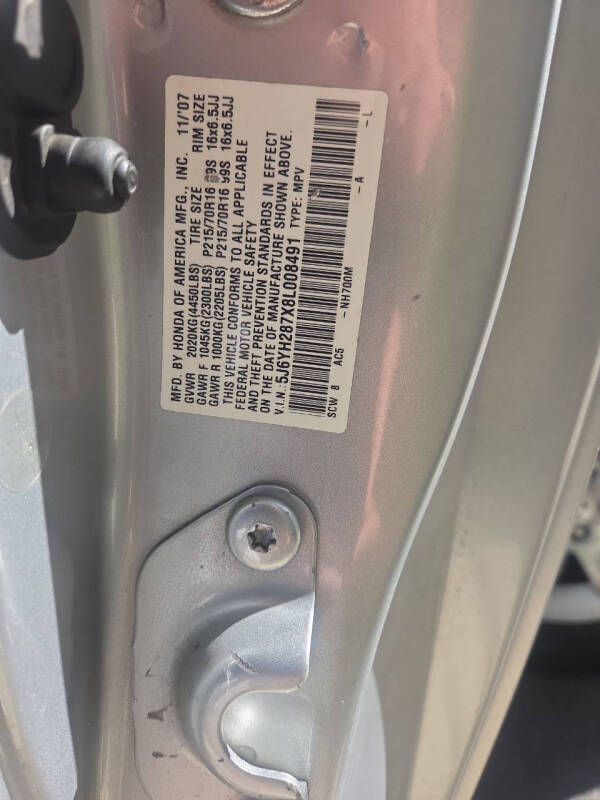 MFD. BY HONDA OF AMERICA MFG., INC. 11/'07
GVWR 2020KG(4450LBS) TIRE SIZE RIM SIZE
GAWR F 1045KG(2300LBS) P215/70R16 99S 16x6.5JJ
GAWR R 1000KG(2205LBS) P215/70R16 99S 16x6.5JJ
THIS VEHICLE CONFORMS TO ALL APPLICABLE
FEDERAL MOTOR VEHICLE SAFETY
AND THEFT PREVENTION STANDARDS IN EFFECT
ON THE DATE OF MANUFACTURE SHOWN ABOVE.
V.I.N.: 5J6YH287X8L008491 TYPE: MPV
SCW 8 AC5 -NH700M -A -L